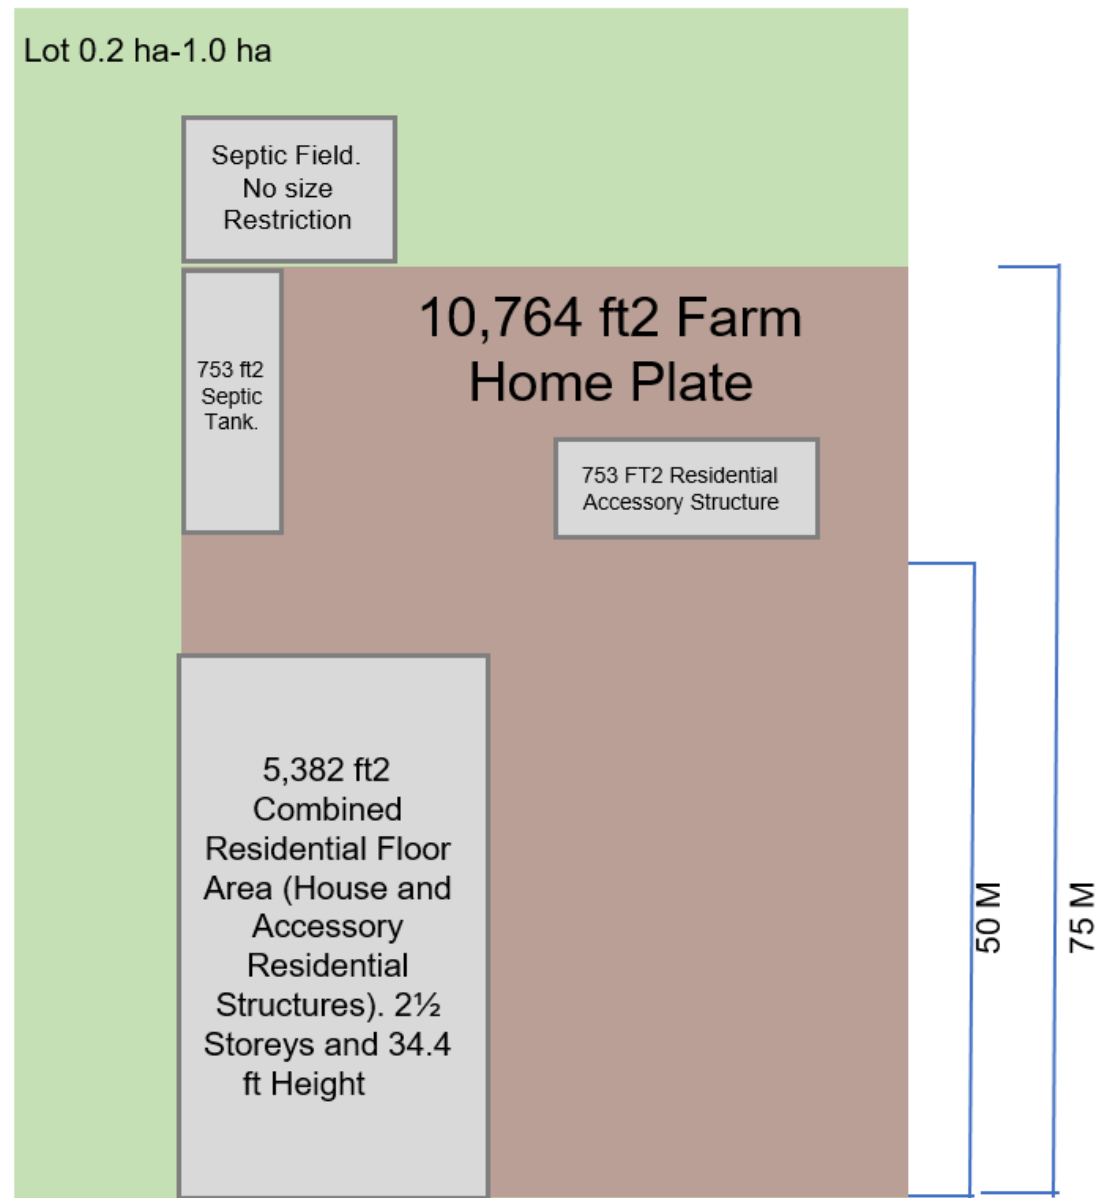 Lot 0.2 ha-1.0 ha
Septic Field.
No size
Restriction
10,764 ft2 Farm
Home Plate
753 ft2
Septic
Tank.
753 FT2 Residential
Accessory Structure
5,382 ft2
Combined
Residential Floor
Area (House and
Accessory
Residential
Structures). 2½
Storeys and 34.4
ft Height
50 M
75 M